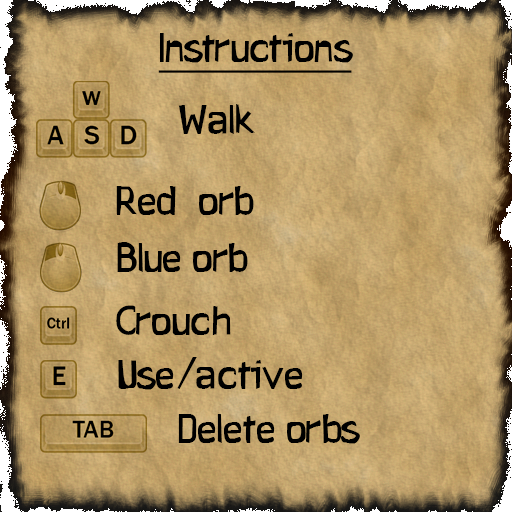 Instructions
W
A S D Walk
Red orb
Blue orb
Ctrl Crouch
E Use/active
TAB Delete orbs